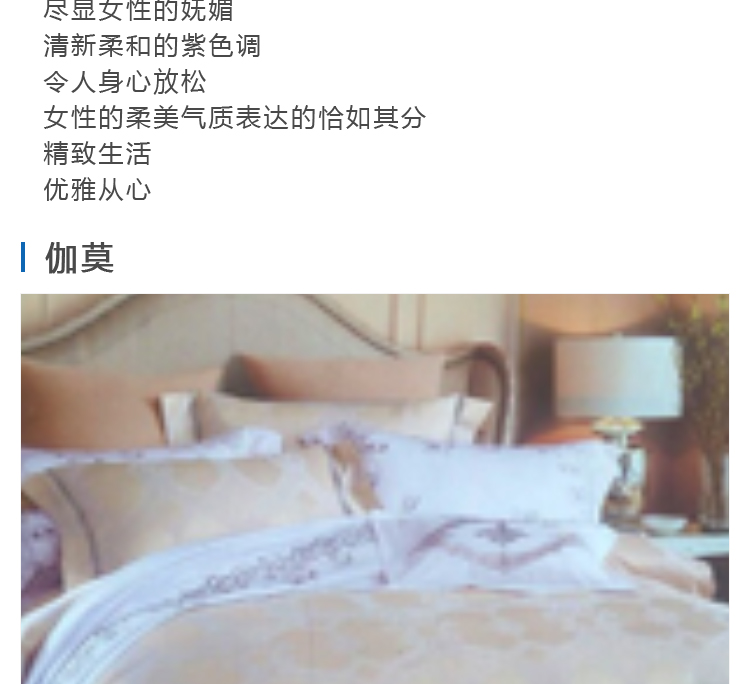 尽显女性的妩媚
清新柔和的紫色调
令人身心放松
女性的柔美气质表达的恰如其分
精致生活
优雅从心
伽莫